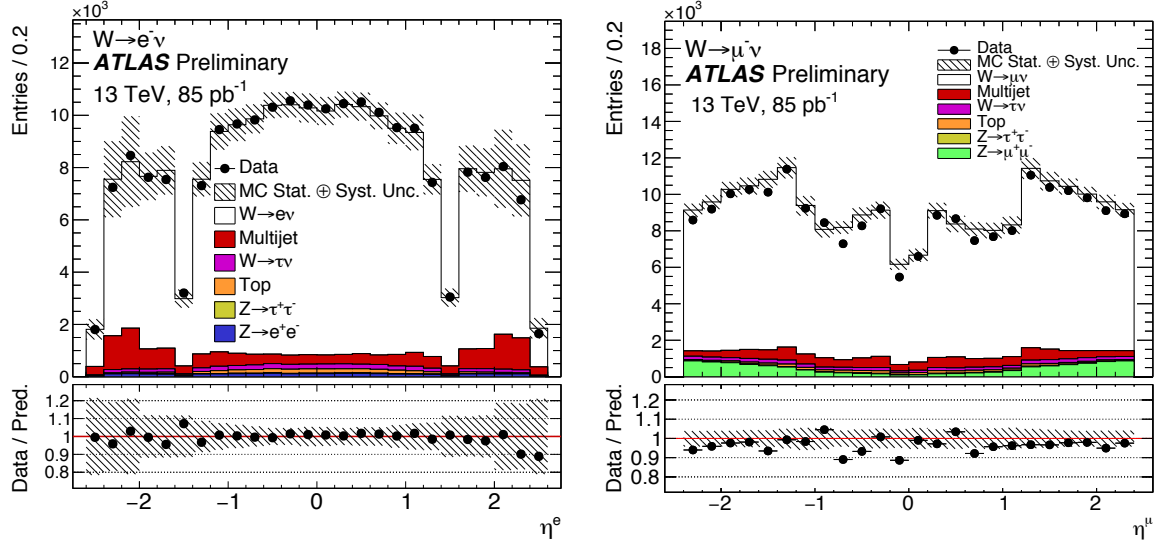 ×10³
Entries / 0.2
W→e⁻ν
ATLAS Preliminary
13 TeV, 85 pb⁻¹
Data
MC Stat. ⊕ Syst. Unc.
W→eν
Multijet
W→τν
Top
Z→τ⁺τ⁻
Z→e⁺e⁻
12
10
8
6
4
2
0
Data / Pred.
1.2
1.1
1
0.9
0.8
−2 −1 0 1 2
ηᵉ
×10³
Entries / 0.2
W→μ⁻ν
ATLAS Preliminary
13 TeV, 85 pb⁻¹
Data
MC Stat. ⊕ Syst. Unc.
W→μν
Multijet
W→τν
Top
Z→τ⁺τ⁻
Z→μ⁺μ⁻
18
16
14
12
10
8
6
4
2
0
Data / Pred.
1.2
1.1
1
0.9
0.8
−2 −1 0 1 2
η^μ